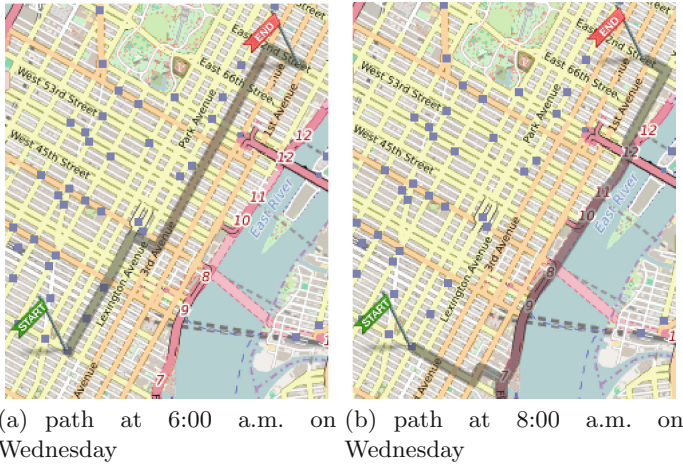 END
East 72nd Street
East 66th Street
West 53rd Street
1st Avenue
Park Avenue
West 45th Street
12
12
11
10
East River
3rd Avenue
Lexington Avenue
8
9
START
Avenue
7
END
2nd Street
East 66th Street
West 53rd Street
1st Avenue
Park Avenue
12
12
West 45th Street
11
10
East River
3rd Avenue
Lexington Avenue
8
9
START
Avenue
7
(a) path at 6:00 a.m. on
Wednesday
(b) path at 8:00 a.m. on
Wednesday